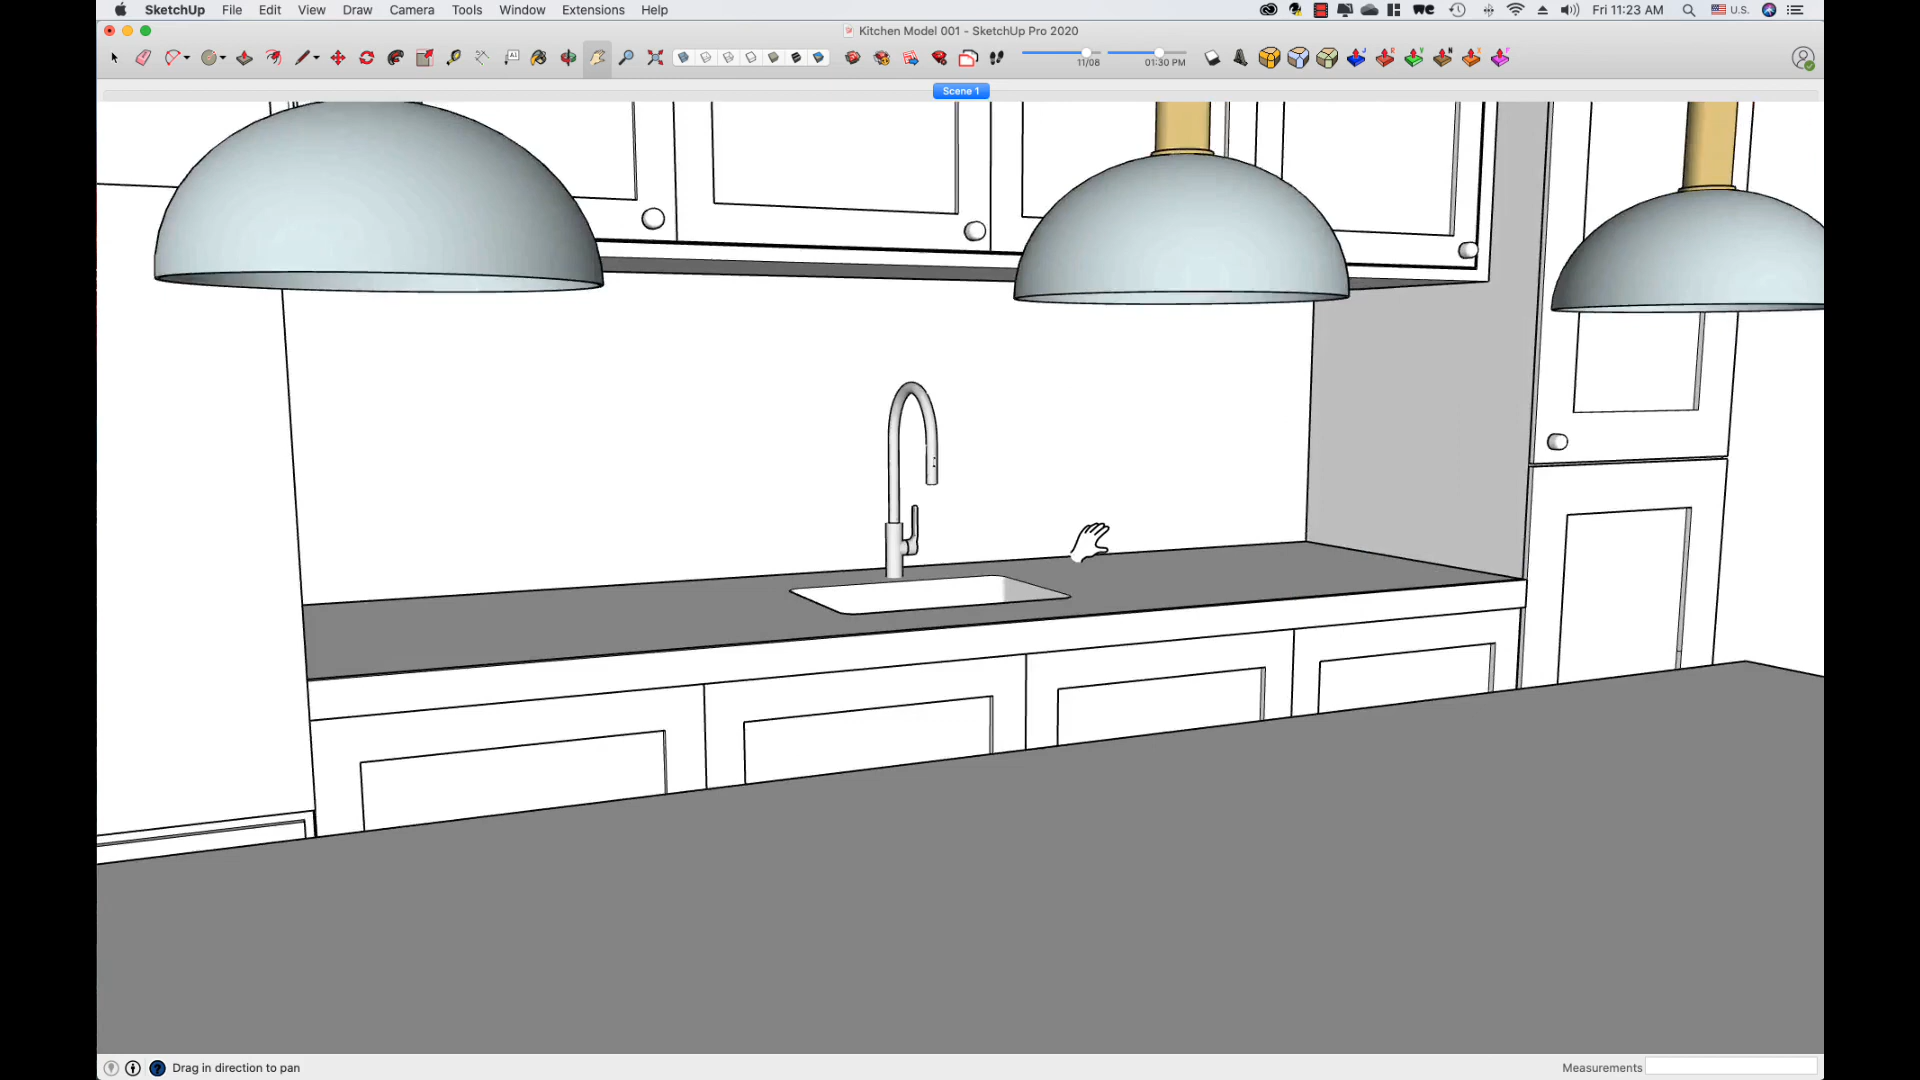 SketchUp File Edit View Draw Camera Tools Window Extensions Help U.S. Fri 11:23 AM
Kitchen Model 001 - SketchUp Pro 2020
11/08 01:30 PM
Scene 1
Drag in direction to pan Measurements